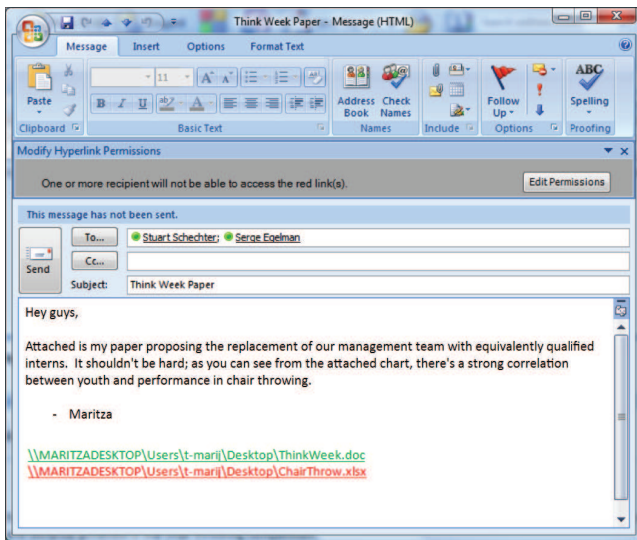 Think Week Paper - Message (HTML)
Message Insert Options Format Text
11 A A
Paste B I U ab A Address Book Check Names Follow Up ABC Spelling
Clipboard Basic Text Names Include Options Proofing
Modify Hyperlink Permissions
One or more recipient will not be able to access the red link(s). Edit Permissions
This message has not been sent.
To... Stuart Schechter; Serge Egelman
Cc...
Send
Subject: Think Week Paper
Hey guys,
Attached is my paper proposing the replacement of our management team with equivalently qualified
interns. It shouldn't be hard; as you can see from the attached chart, there's a strong correlation
between youth and performance in chair throwing.
- Maritza
\\MARITZADESKTOP\Users\t-marij\Desktop\ThinkWeek.doc
\\MARITZADESKTOP\Users\t-marij\Desktop\ChairThrow.xlsx